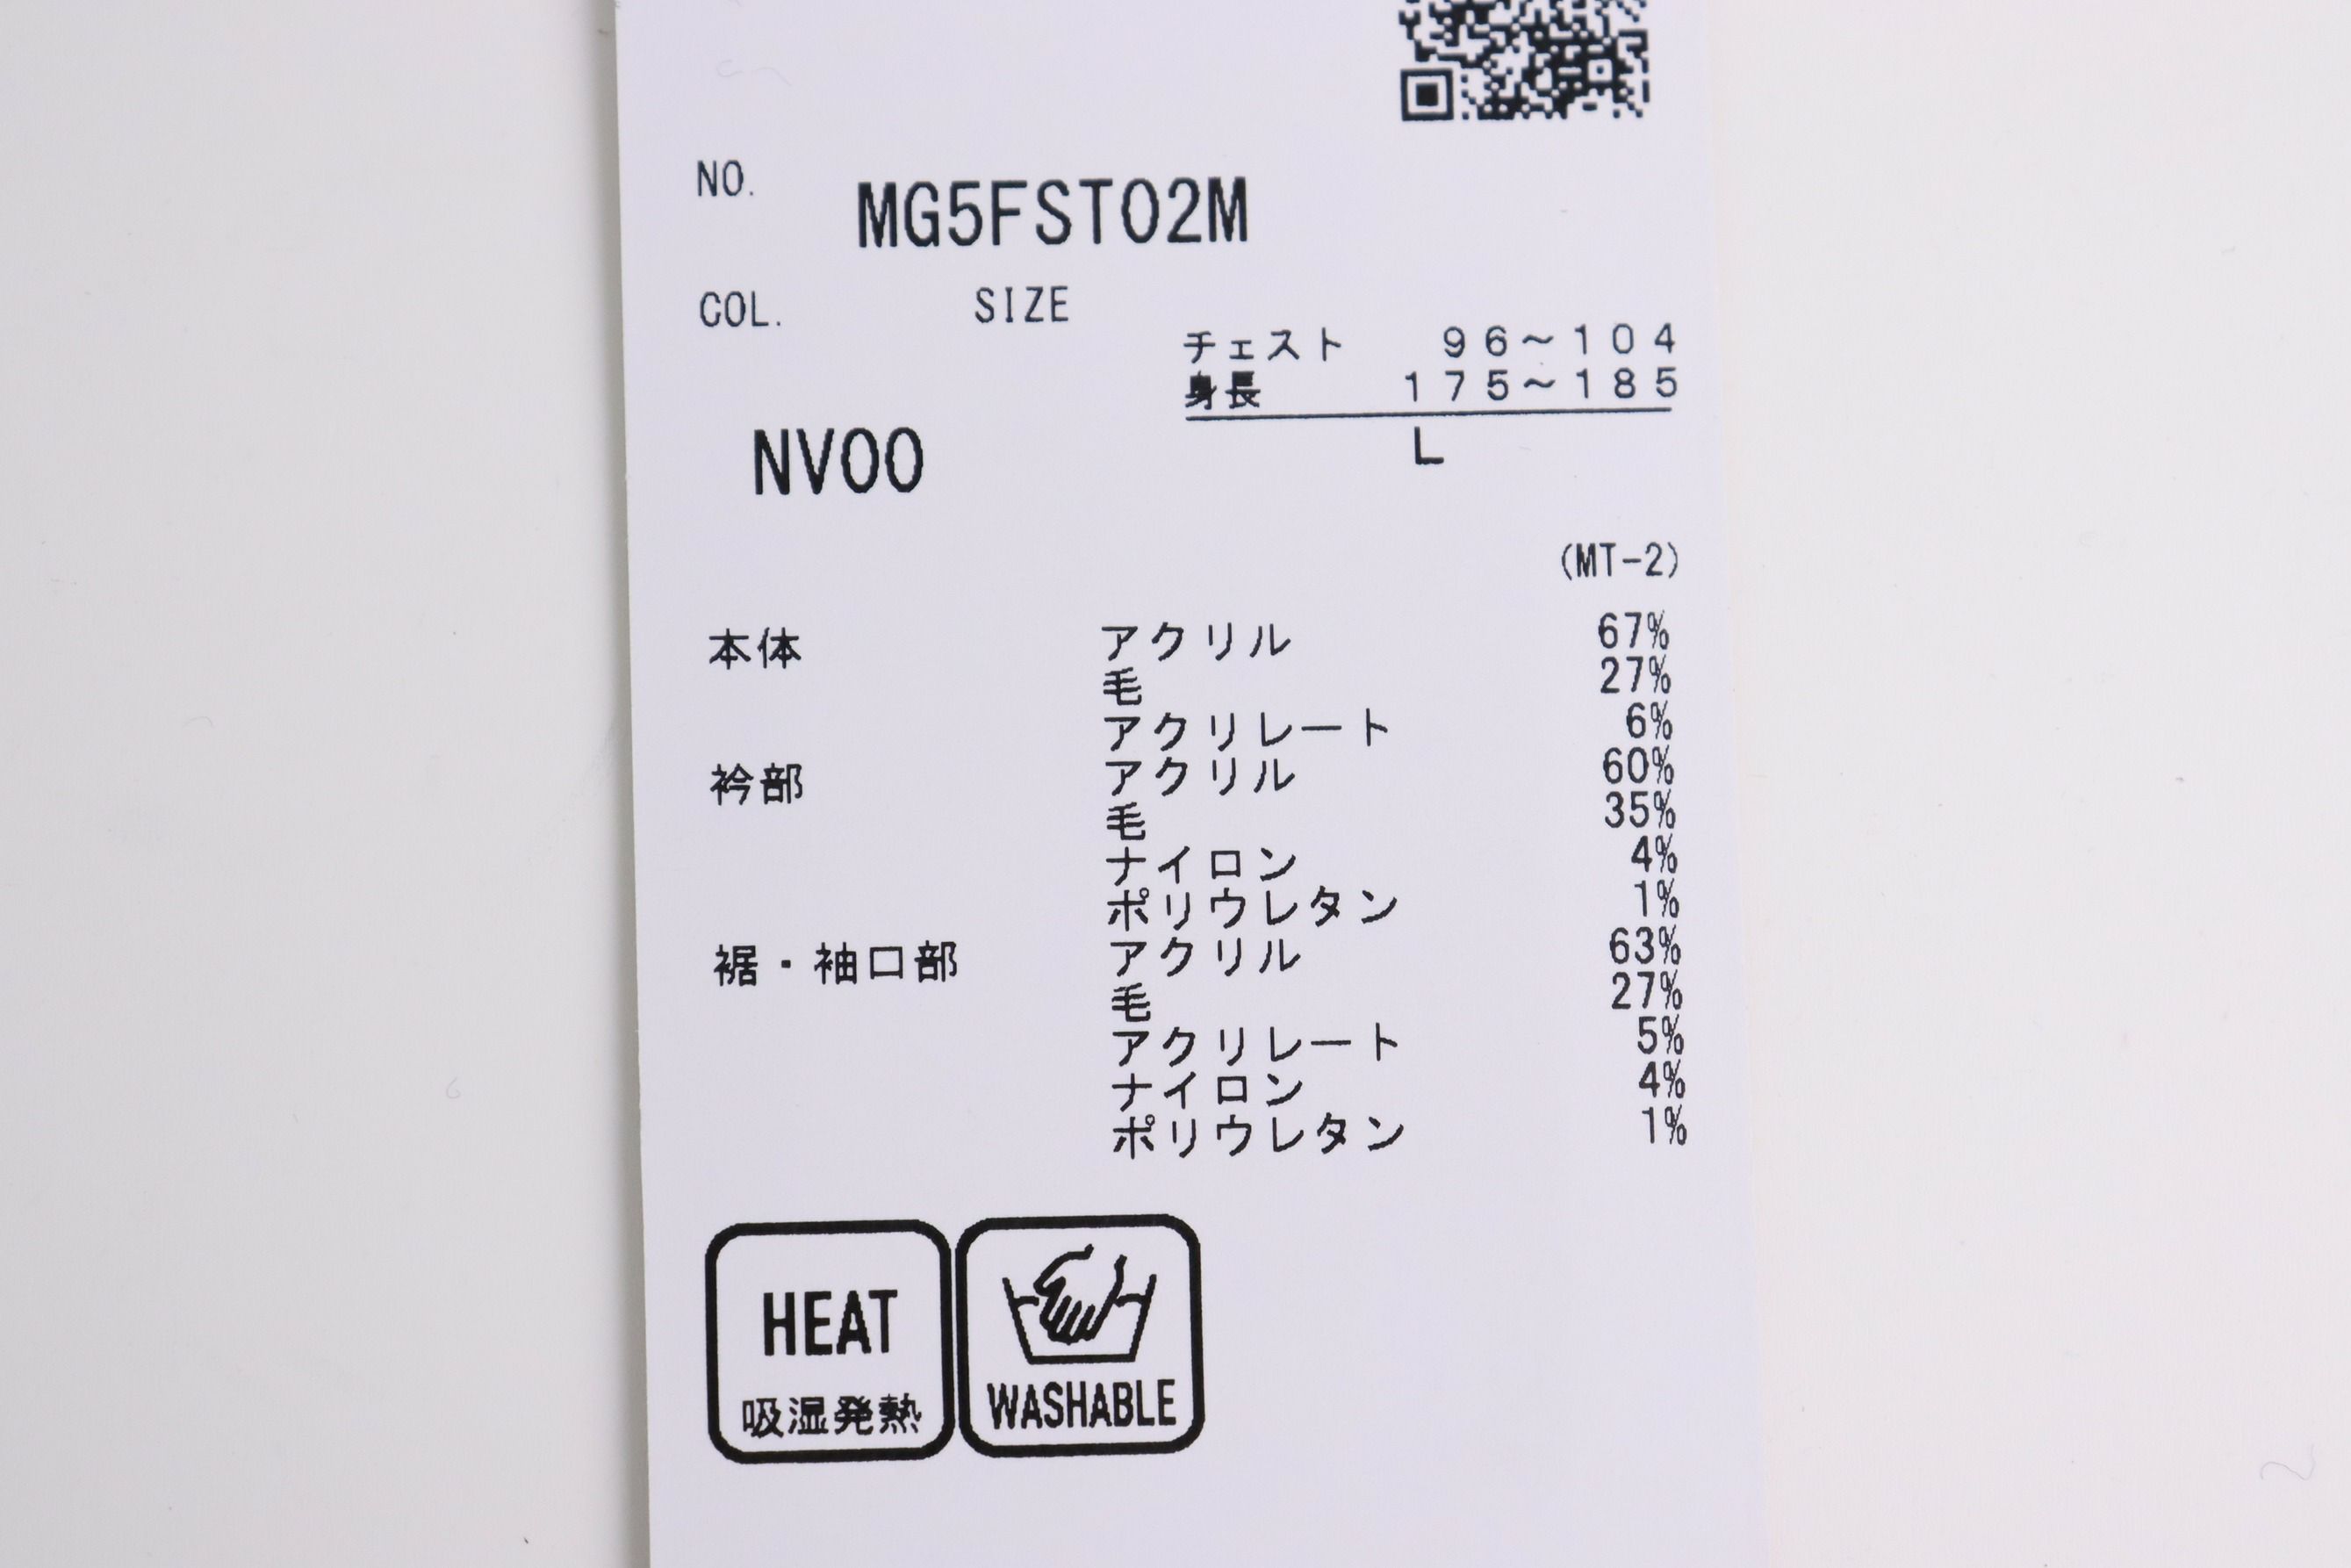 NO.
MG5FST02M
COL.
SIZE
チェスト 96～104
身長 175～185
NV00
L
(MT-2)
本体 アクリル 67%
毛 27%
アクリレート 6%
衿部 アクリル 60%
毛 35%
ナイロン 4%
ポリウレタン 1%
裾・袖口部 アクリル 63%
毛 27%
アクリレート 5%
ナイロン 4%
ポリウレタン 1%
HEAT
吸湿発熱
WASHABLE